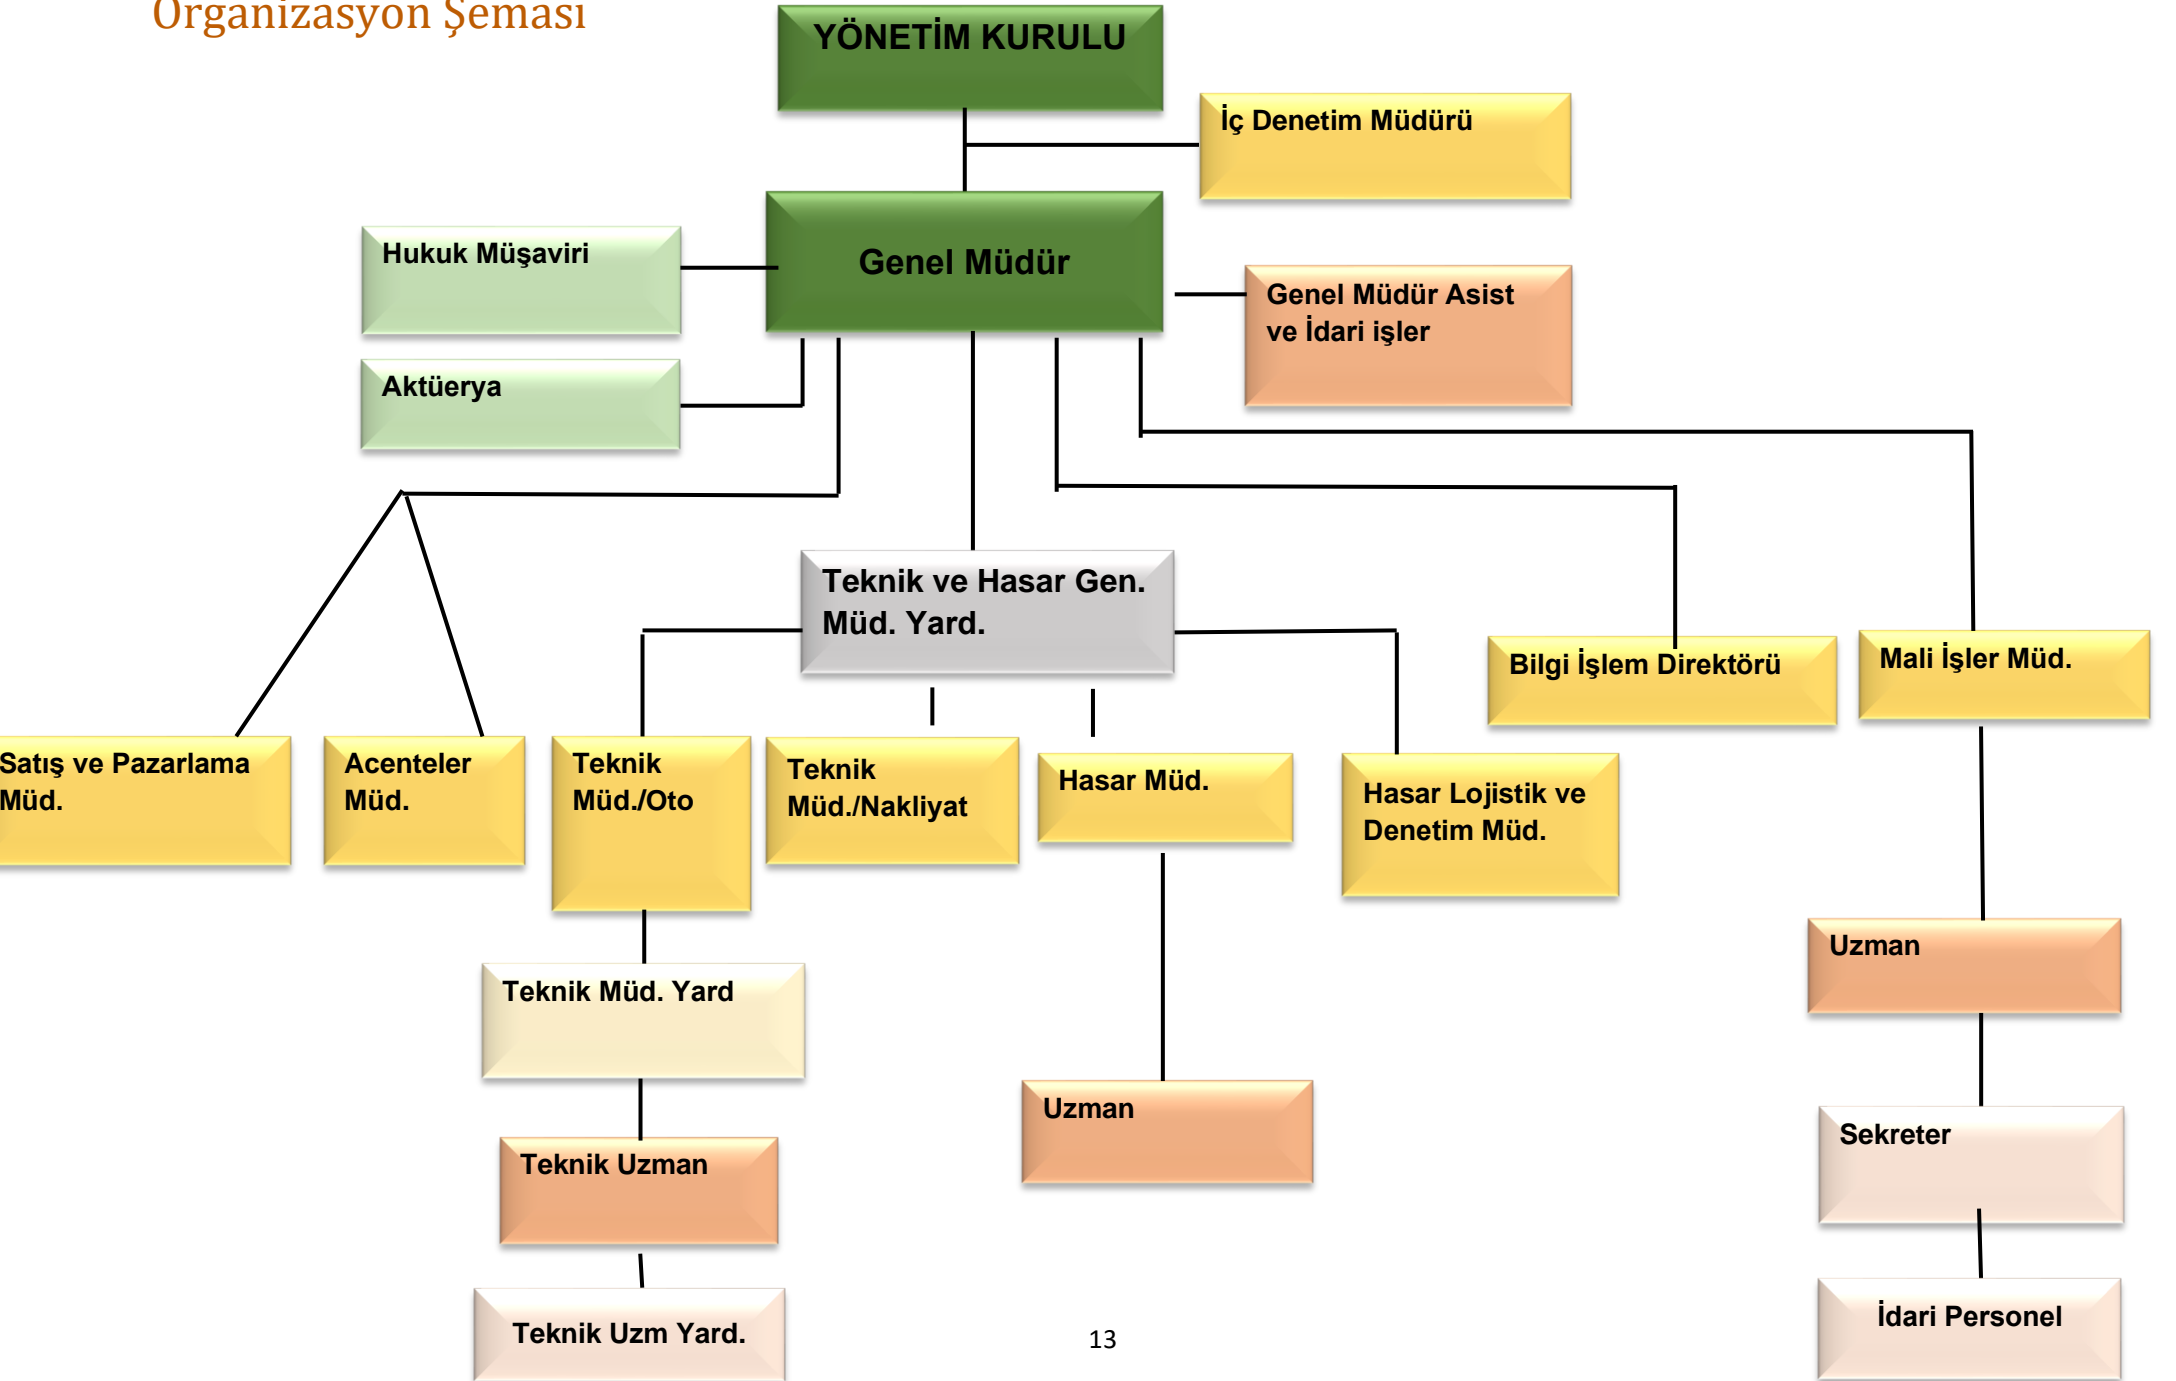 Organizasyon Şeması
YÖNETİM KURULU
İç Denetim Müdürü
Hukuk Müşaviri
Genel Müdür
Genel Müdür Asist
ve İdari işler
Aktüerya
Teknik ve Hasar Gen.
Müd. Yard.
Bilgi İşlem Direktörü
Mali İşler Müd.
Satış ve Pazarlama
Müd.
Acenteler
Müd.
Teknik
Müd./Oto
Teknik
Müd./Nakliyat
Hasar Müd.
Hasar Lojistik ve
Denetim Müd.
Uzman
Teknik Müd. Yard
Uzman
Sekreter
Teknik Uzman
İdari Personel
Teknik Uzm Yard.
13